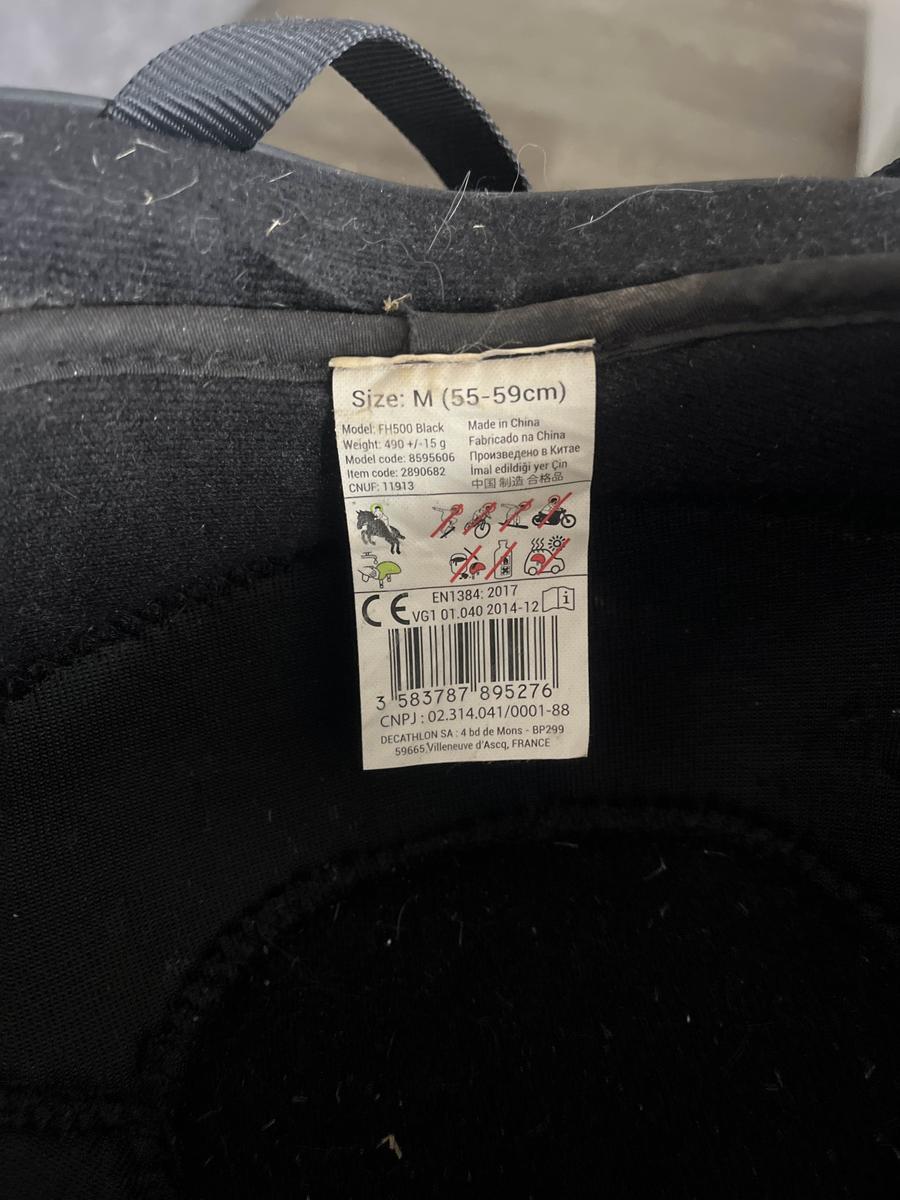 Size: M (55-59cm)
Model: FH500 Black
Weight: 490 +/-15 g
Model code: 8595606
Item code: 2890682
CNUF: 11913
Made in China
Fabricado na China
Произведено в Китае
İmal edildiği yer Çin
中国 制造 合格品
CE
EN1384: 2017
VG1 01.040 2014-12
i
3 583787 895276
CNPJ : 02.314.041/0001-88
DECATHLON SA : 4 bd de Mons - BP299
59665 Villeneuve d'Ascq, FRANCE